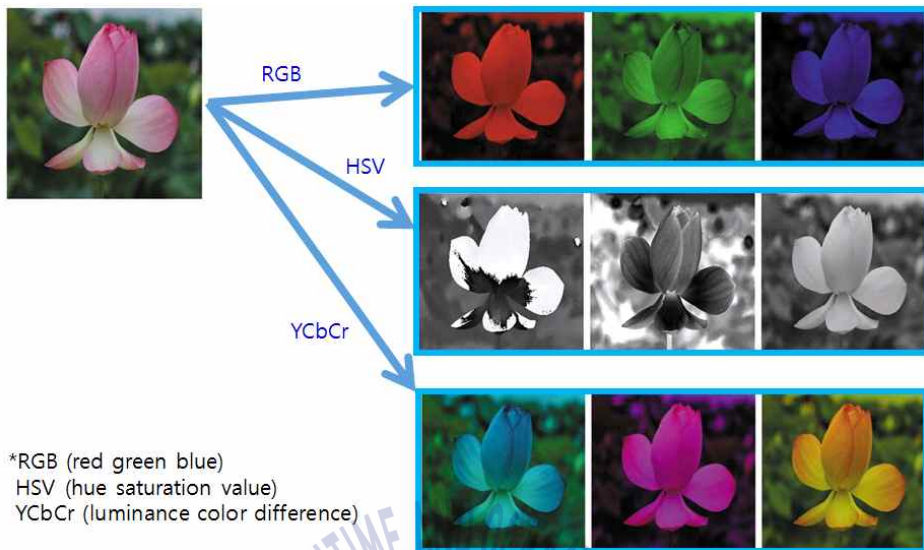 RGB
HSV
YCbCr
*RGB (red green blue)
HSV (hue saturation value)
YCbCr (luminance color difference)